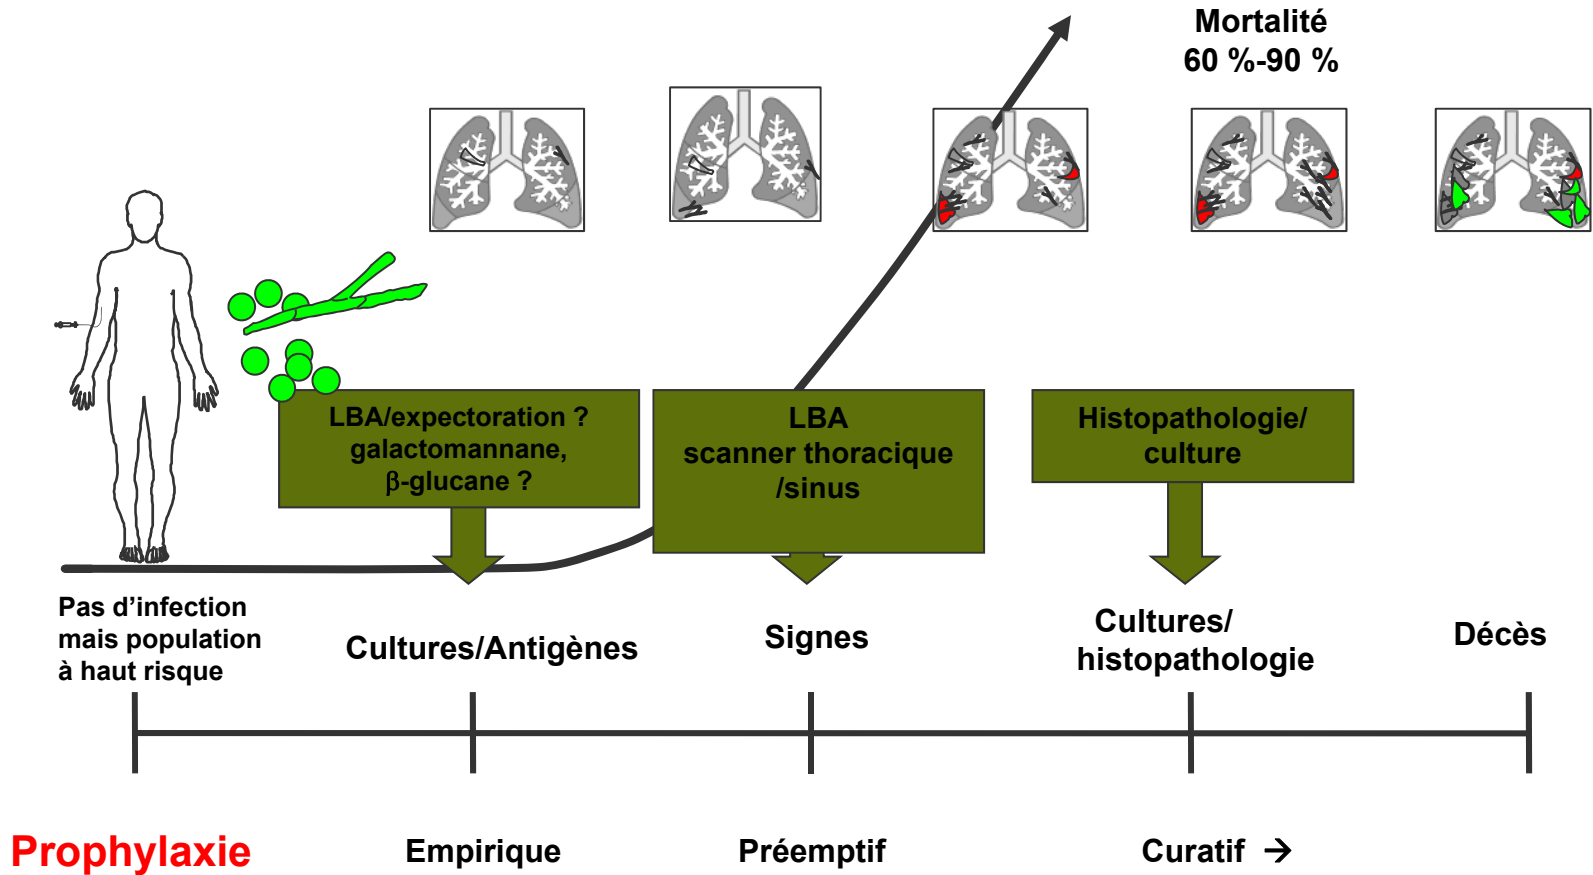 Mortalité
60 %-90 %
LBA/expectoration ?
galactomannane,
β-glucane ?
LBA
scanner thoracique
/sinus
Histopathologie/
culture
Pas d’infection
mais population
à haut risque
Cultures/Antigènes
Signes
Cultures/
histopathologie
Décès
Prophylaxie
Empirique
Préemptif
Curatif →